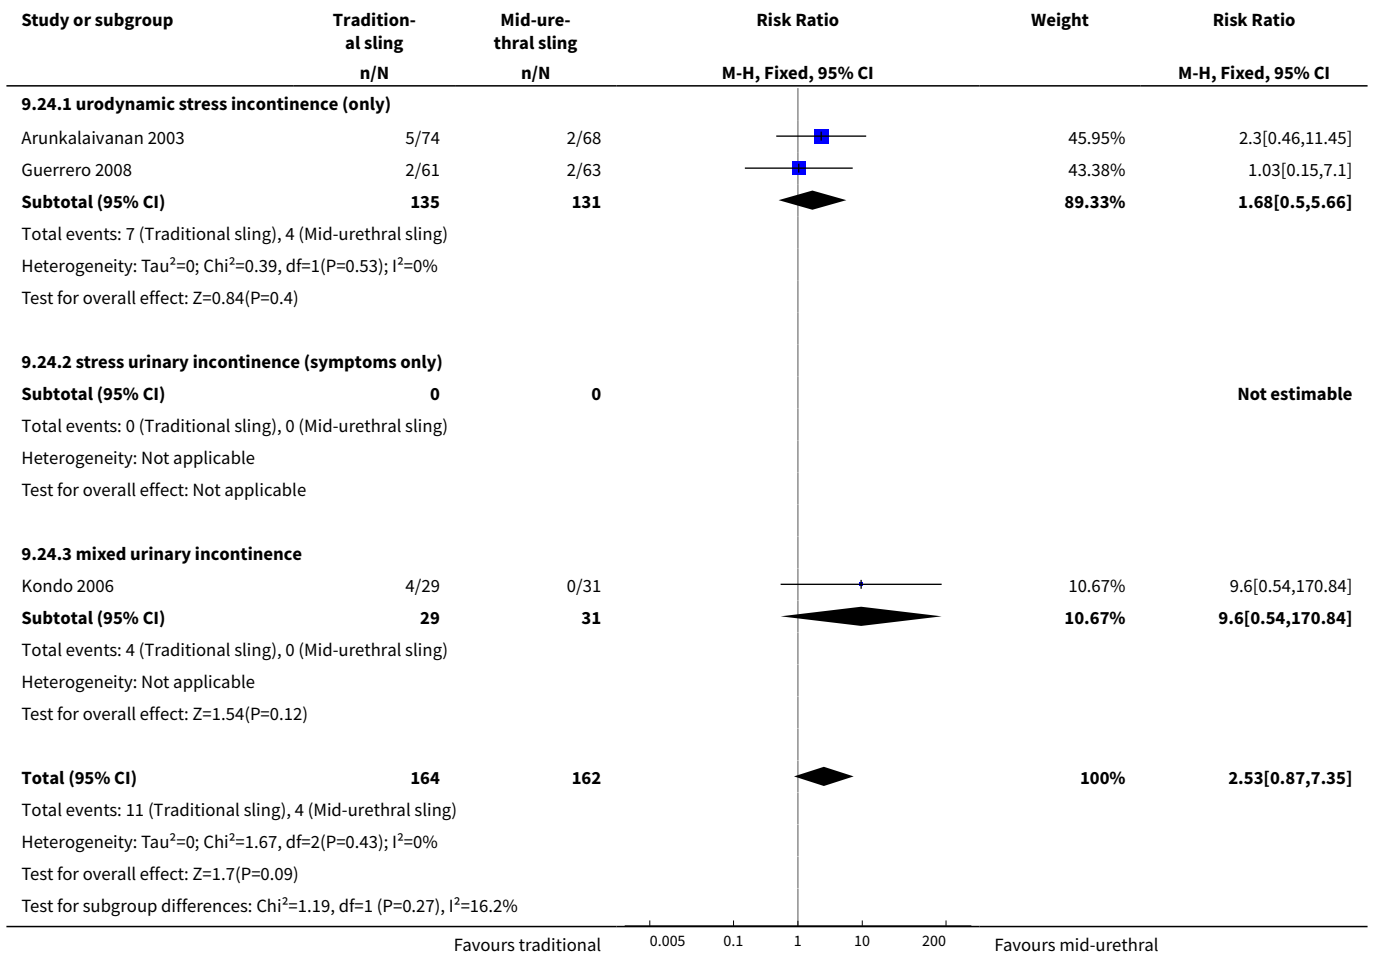 Study or subgroup Tradition- Mid-ure- Risk Ratio Weight Risk Ratio
al sling thral sling
n/N n/N M-H, Fixed, 95% CI M-H, Fixed, 95% CI
9.24.1 urodynamic stress incontinence (only)
Arunkalaivanan 2003 5/74 2/68 45.95% 2.3[0.46,11.45]
Guerrero 2008 2/61 2/63 43.38% 1.03[0.15,7.1]
Subtotal (95% CI) 135 131 89.33% 1.68[0.5,5.66]
Total events: 7 (Traditional sling), 4 (Mid-urethral sling)
Heterogeneity: Tau²=0; Chi²=0.39, df=1(P=0.53); I²=0%
Test for overall effect: Z=0.84(P=0.4)
9.24.2 stress urinary incontinence (symptoms only)
Subtotal (95% CI) 0 0 Not estimable
Total events: 0 (Traditional sling), 0 (Mid-urethral sling)
Heterogeneity: Not applicable
Test for overall effect: Not applicable
9.24.3 mixed urinary incontinence
Kondo 2006 4/29 0/31 10.67% 9.6[0.54,170.84]
Subtotal (95% CI) 29 31 10.67% 9.6[0.54,170.84]
Total events: 4 (Traditional sling), 0 (Mid-urethral sling)
Heterogeneity: Not applicable
Test for overall effect: Z=1.54(P=0.12)
Total (95% CI) 164 162 100% 2.53[0.87,7.35]
Total events: 11 (Traditional sling), 4 (Mid-urethral sling)
Heterogeneity: Tau²=0; Chi²=1.67, df=2(P=0.43); I²=0%
Test for overall effect: Z=1.7(P=0.09)
Test for subgroup differences: Chi²=1.19, df=1 (P=0.27), I²=16.2%
Favours traditional 0.005 0.1 1 10 200 Favours mid-urethral